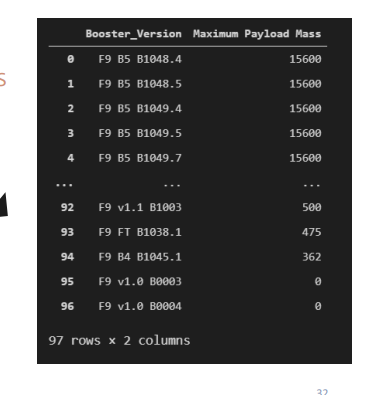 Booster_Version Maximum Payload Mass
0 F9 B5 B1048.4 15600
1 F9 B5 B1048.5 15600
2 F9 B5 B1049.4 15600
3 F9 B5 B1049.5 15600
4 F9 B5 B1049.7 15600
... ... ...
92 F9 v1.1 B1003 500
93 F9 FT B1038.1 475
94 F9 B4 B1045.1 362
95 F9 v1.0 B0003 0
96 F9 v1.0 B0004 0
97 rows × 2 columns
32